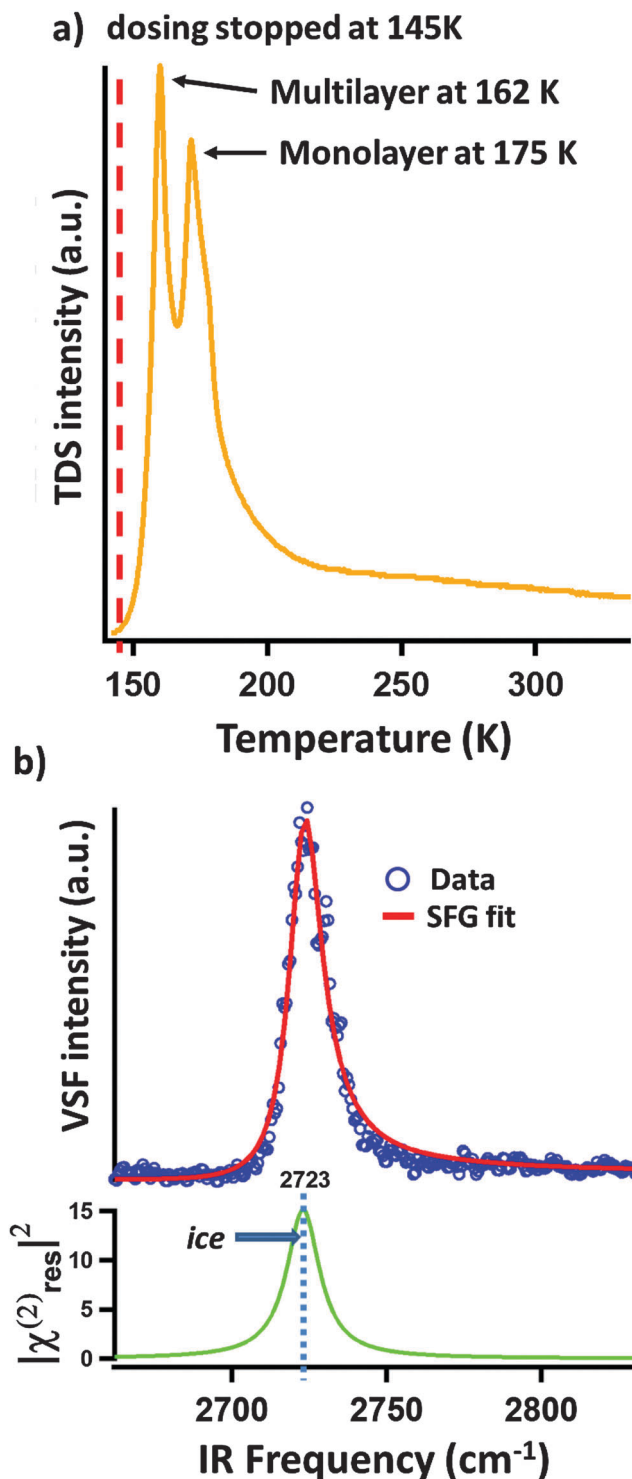 a) dosing stopped at 145K
Multilayer at 162 K
Monolayer at 175 K
TDS intensity (a.u.)
150 200 250 300
Temperature (K)
b)
Data
SFG fit
VSF intensity (a.u.)
2723
ice
15
10
5
0
|χ⁽²⁾res|²
2700 2750 2800
IR Frequency (cm⁻¹)